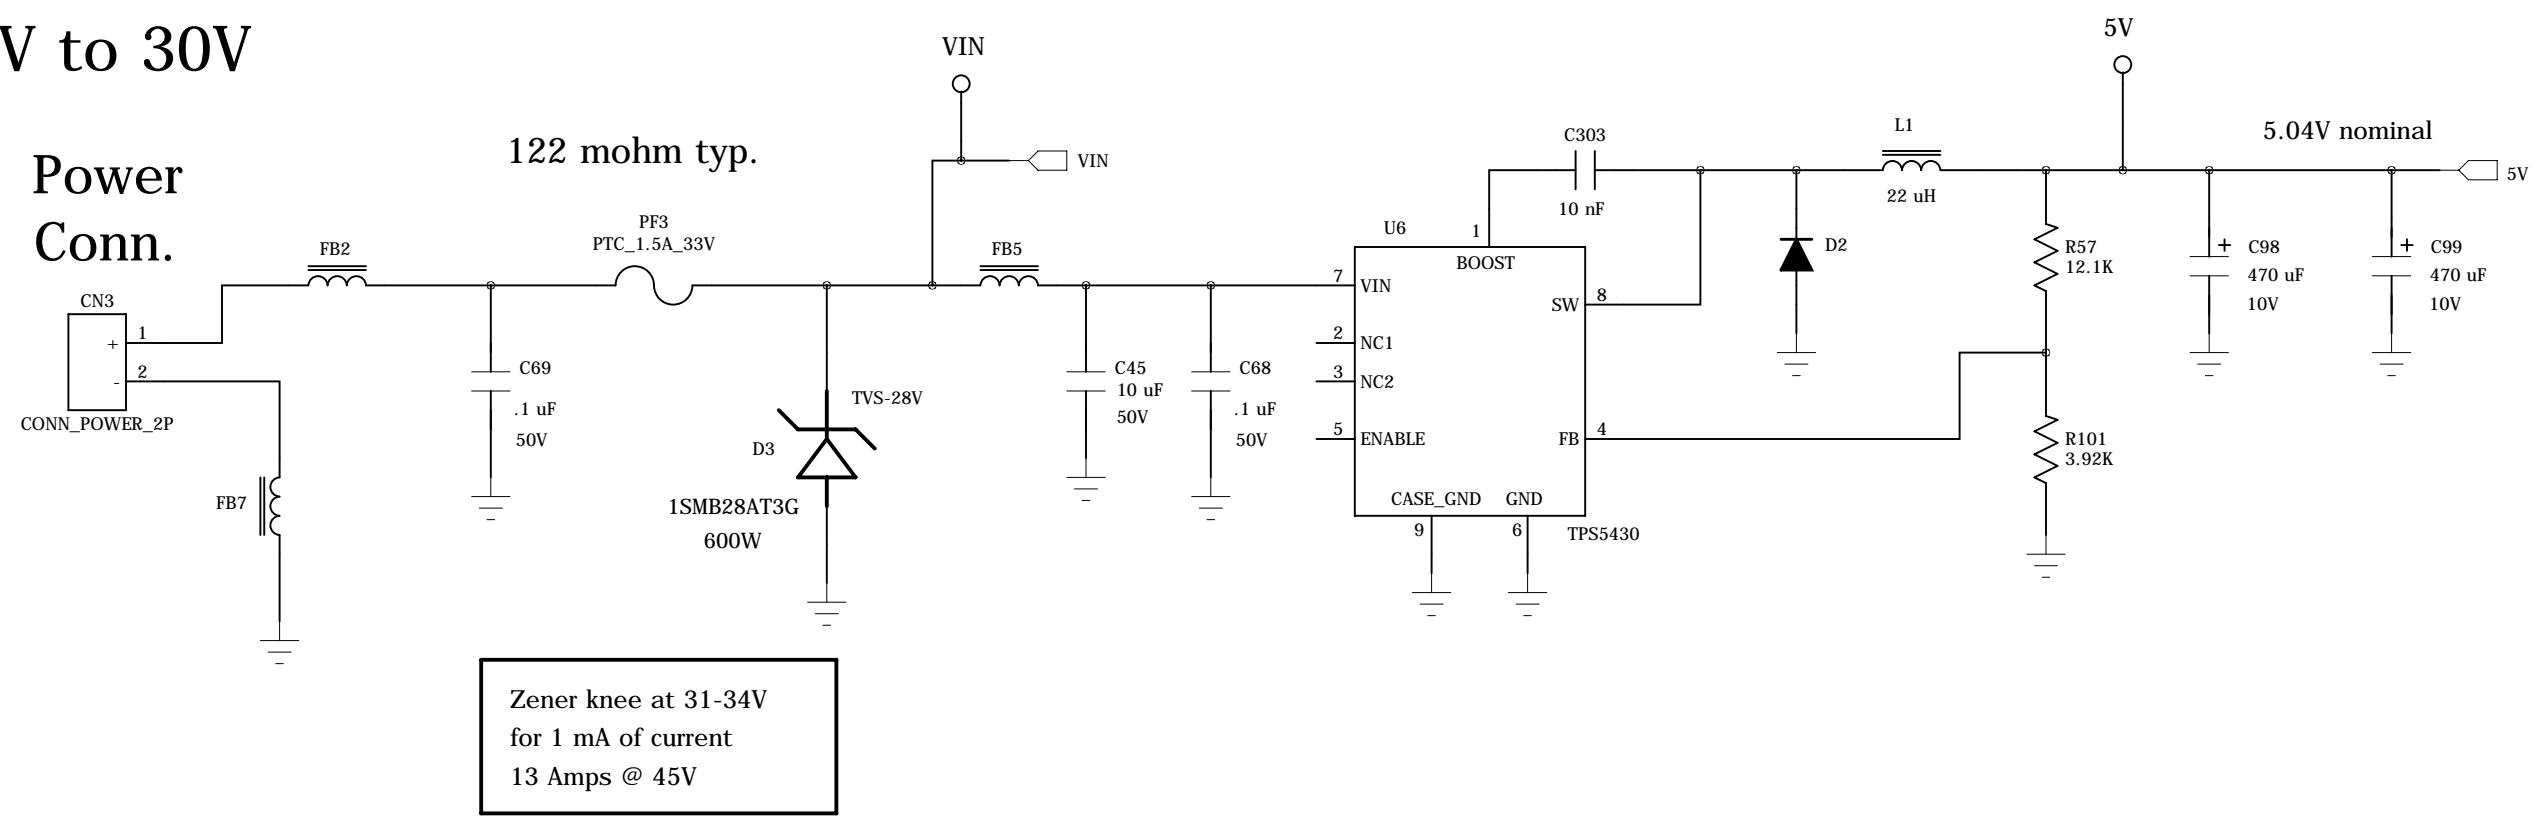 V to 30V
Power
Conn.
122 mohm typ.
VIN
VIN
5V
5.04V nominal
5V
CN3
+
1
-
2
CONN_POWER_2P
FB2
FB7
C69
.1 uF
50V
PF3
PTC_1.5A_33V
TVS-28V
D3
1SMB28AT3G
600W
FB5
C45
10 uF
50V
C68
.1 uF
50V
U6
1
BOOST
7
VIN
2
NC1
3
NC2
5
ENABLE
SW
8
FB
4
CASE_GND
GND
9
6
TPS5430
C303
10 nF
D2
L1
22 uH
R57
12.1K
R101
3.92K
+
C98
470 uF
10V
+
C99
470 uF
10V
Zener knee at 31-34V
for 1 mA of current
13 Amps @ 45V